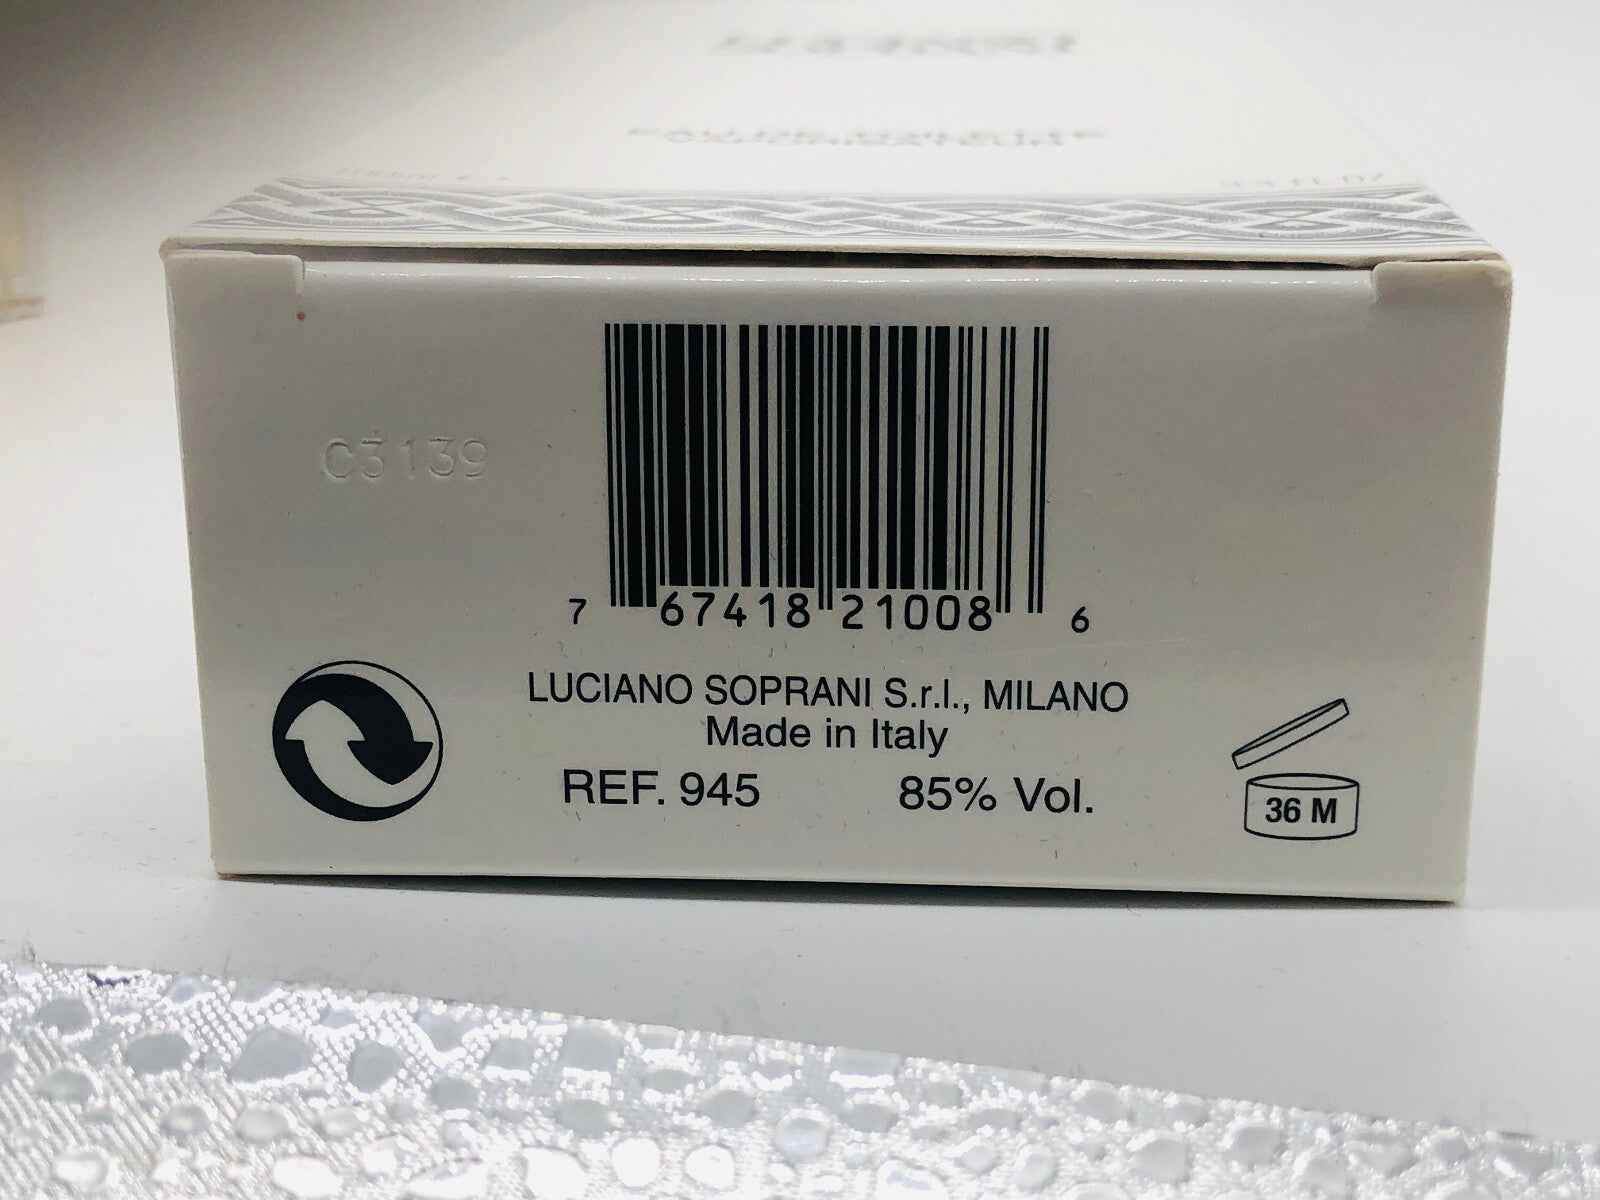 C3139
7 67418 21008 6
LUCIANO SOPRANI S.r.l., MILANO
Made in Italy
REF. 945 85% Vol.
36 M